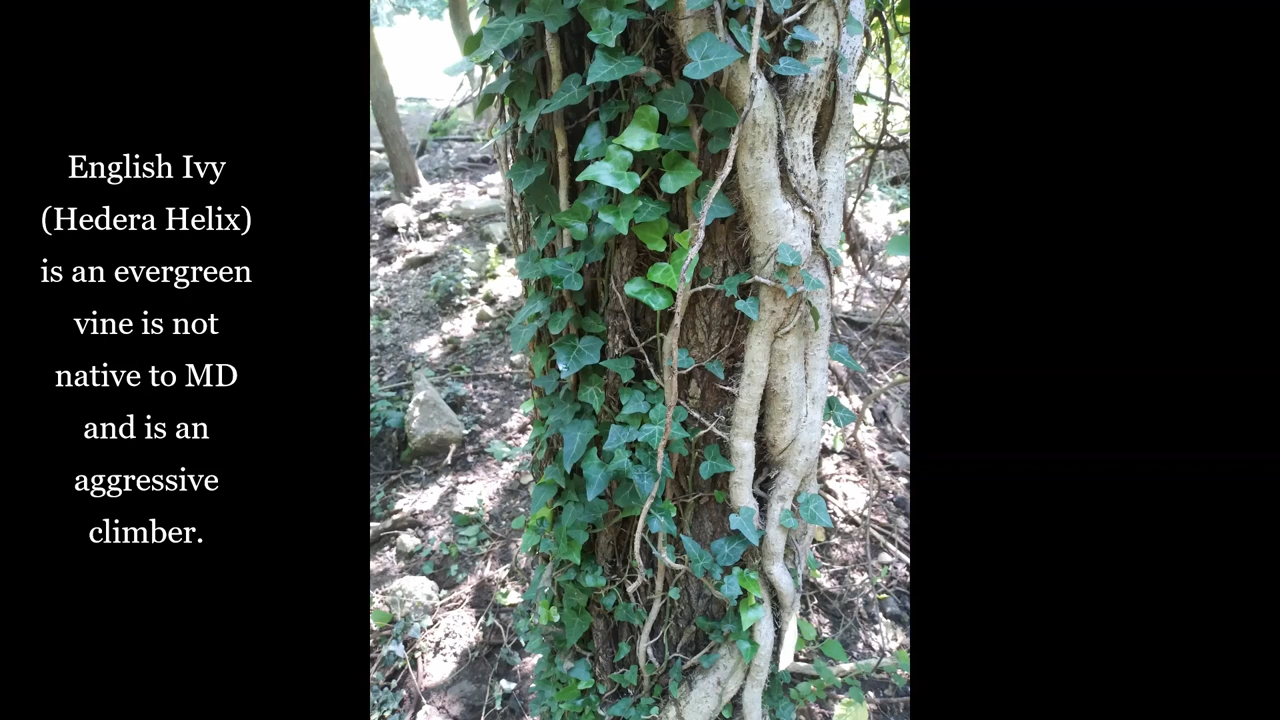 English Ivy
(Hedera Helix)
is an evergreen
vine is not
native to MD
and is an
aggressive
climber.